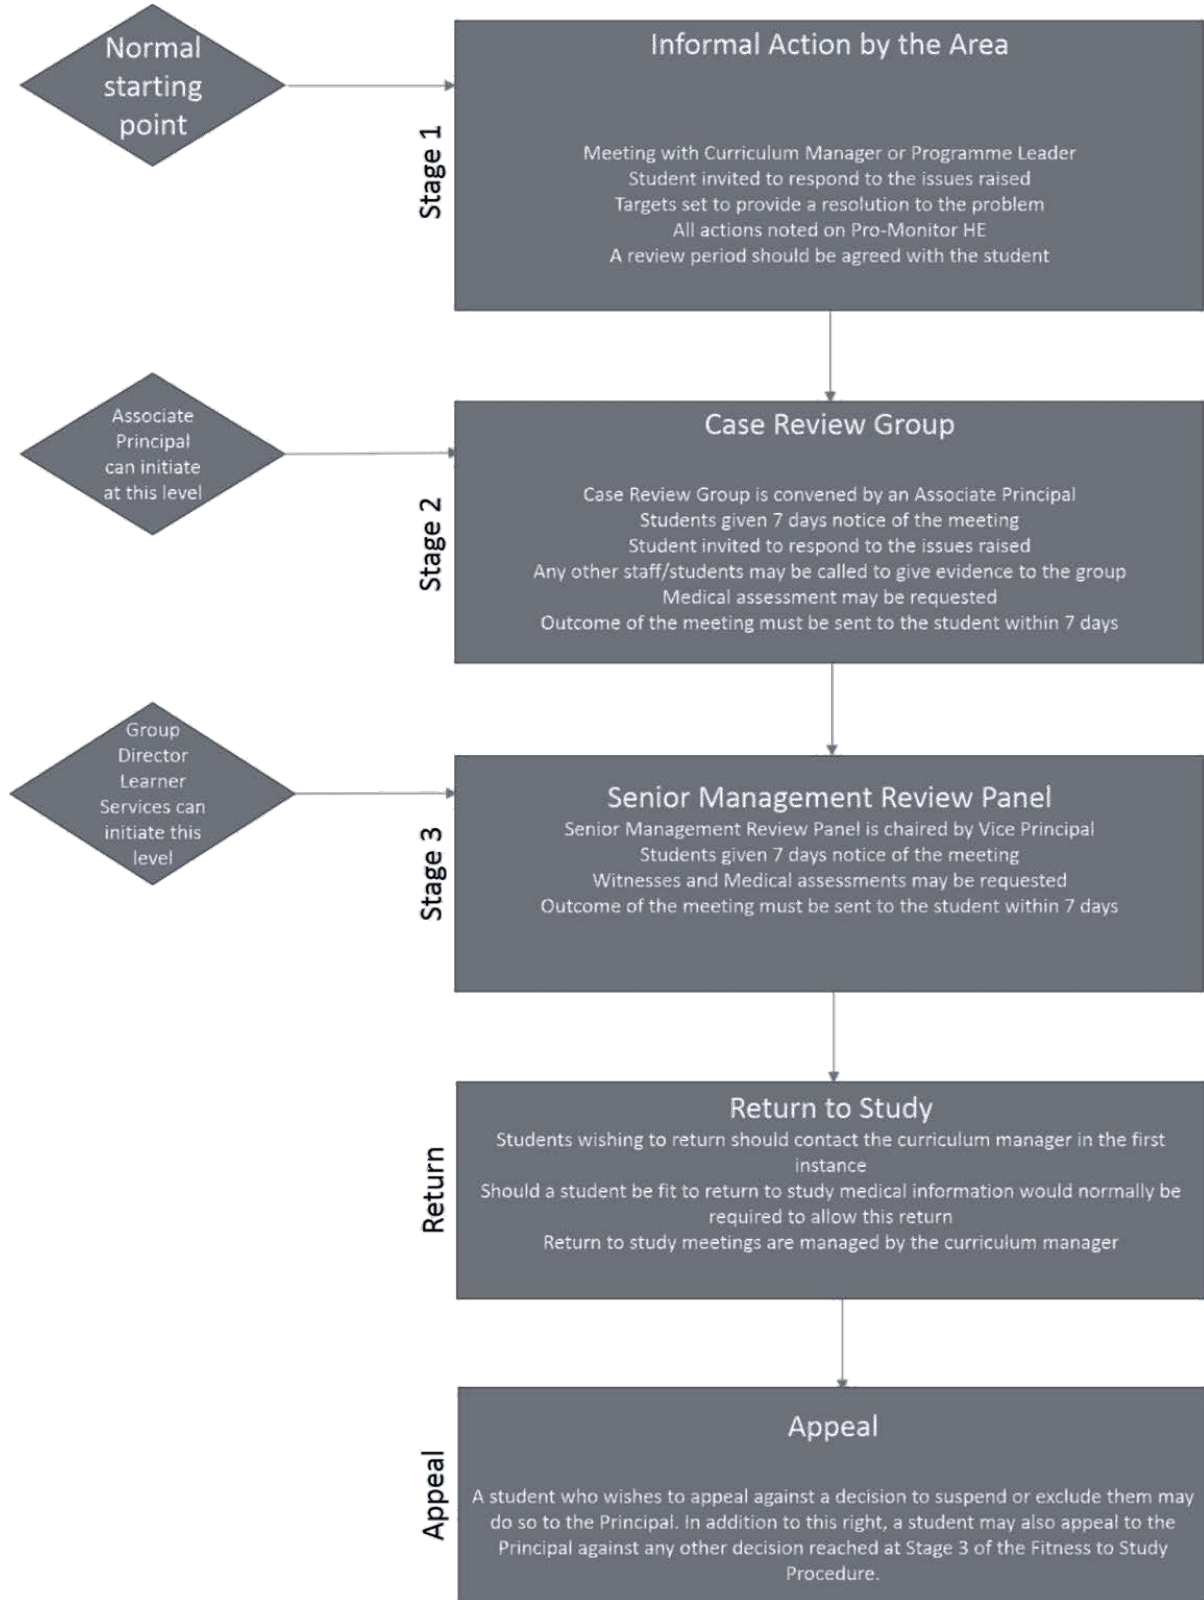 Normal
starting
point
Stage 1
Informal Action by the Area
Meeting with Curriculum Manager or Programme Leader
Student invited to respond to the issues raised
Targets set to provide a resolution to the problem
All actions noted on Pro-Monitor HE
A review period should be agreed with the student
Associate
Principal
can initiate
at this level
Stage 2
Case Review Group
Case Review Group is convened by an Associate Principal
Students given 7 days notice of the meeting
Student invited to respond to the issues raised
Any other staff/students may be called to give evidence to the group
Medical assessment may be requested
Outcome of the meeting must be sent to the student within 7 days
Group
Director
Learner
Services can
initiate this
level
Stage 3
Senior Management Review Panel
Senior Management Review Panel is chaired by Vice Principal
Students given 7 days notice of the meeting
Witnesses and Medical assessments may be requested
Outcome of the meeting must be sent to the student within 7 days
Return
Return to Study
Students wishing to return should contact the curriculum manager in the first
instance
Should a student be fit to return to study medical information would normally be
required to allow this return
Return to study meetings are managed by the curriculum manager
Appeal
Appeal
A student who wishes to appeal against a decision to suspend or exclude them may
do so to the Principal. In addition to this right, a student may also appeal to the
Principal against any other decision reached at Stage 3 of the Fitness to Study
Procedure.